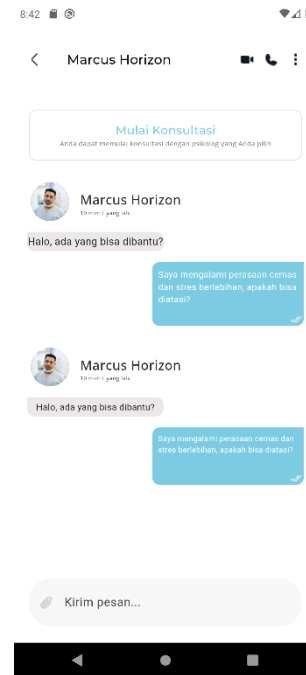 8:42
Marcus Horizon
Mulai Konsultasi
Anda dapat memulai konsultasi dengan psikolog yang Anda pilih
Marcus Horizon
10 menit yang lalu
Halo, ada yang bisa dibantu?
Saya mengalami perasaan cemas
dan stres berlebihan, apakah bisa
diatasi?
Marcus Horizon
10 menit yang lalu
Halo, ada yang bisa dibantu?
Saya mengalami perasaan cemas dan
stres berlebihan, apakah bisa diatasi?
Kirim pesan...